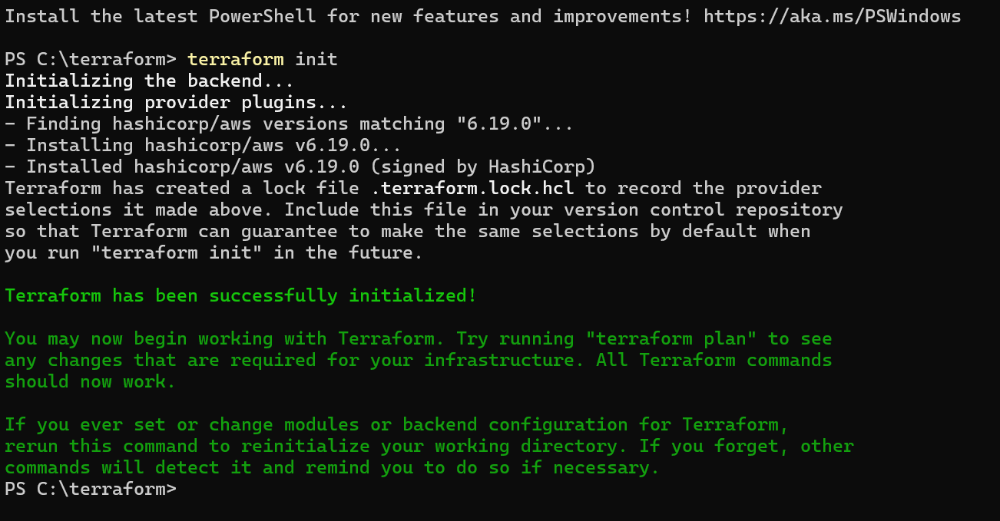 Install the latest PowerShell for new features and improvements! https://aka.ms/PSWindows
PS C:\terraform> terraform init
Initializing the backend...
Initializing provider plugins...
- Finding hashicorp/aws versions matching "6.19.0"...
- Installing hashicorp/aws v6.19.0...
- Installed hashicorp/aws v6.19.0 (signed by HashiCorp)
Terraform has created a lock file .terraform.lock.hcl to record the provider
selections it made above. Include this file in your version control repository
so that Terraform can guarantee to make the same selections by default when
you run "terraform init" in the future.
Terraform has been successfully initialized!
You may now begin working with Terraform. Try running "terraform plan" to see
any changes that are required for your infrastructure. All Terraform commands
should now work.
If you ever set or change modules or backend configuration for Terraform,
rerun this command to reinitialize your working directory. If you forget, other
commands will detect it and remind you to do so if necessary.
PS C:\terraform>